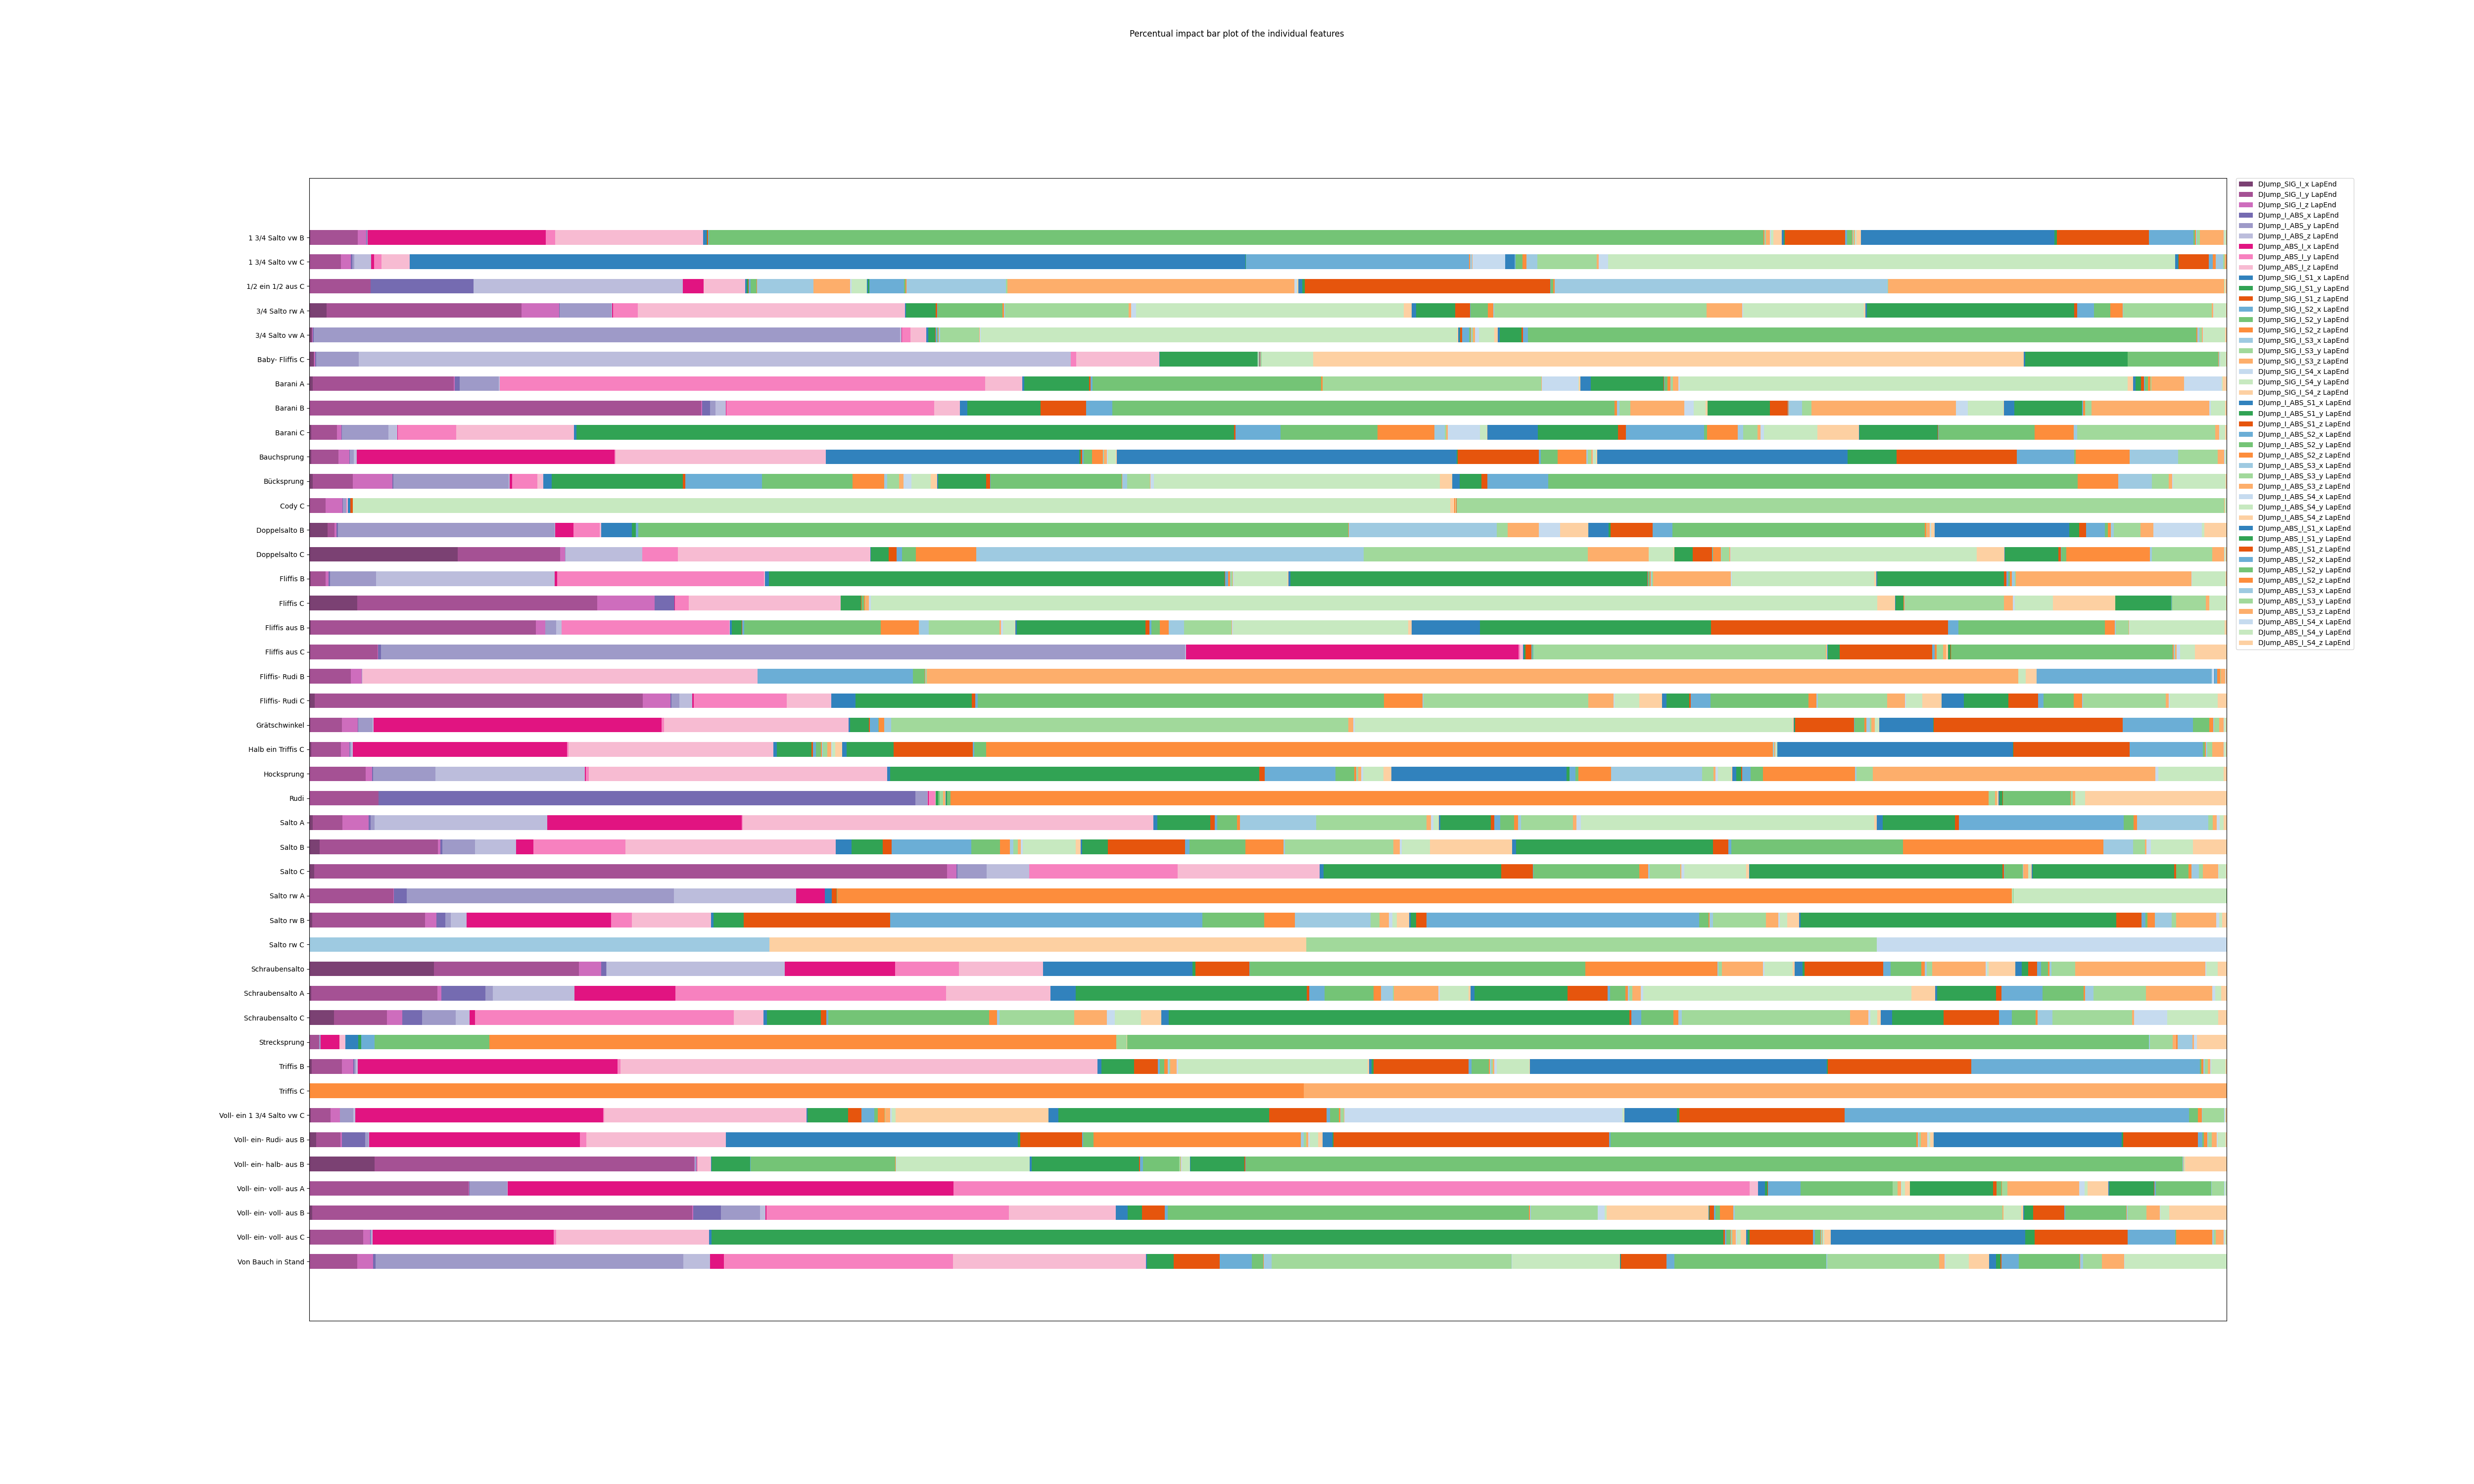 Percentual impact bar plot of the individual features
1 3/4 Salto vw B
1 3/4 Salto vw C
1/2 ein 1/2 aus C
3/4 Salto rw A
3/4 Salto vw A
Baby- Fliffis C
Barani A
Barani B
Barani C
Bauchsprung
Bücksprung
Cody C
Doppelsalto B
Doppelsalto C
Fliffis B
Fliffis C
Fliffis aus B
Fliffis aus C
Fliffis- Rudi B
Fliffis- Rudi C
Grätschwinkel
Halb ein Triffis C
Hocksprung
Rudi
Salto A
Salto B
Salto C
Salto rw A
Salto rw B
Salto rw C
Schraubensalto
Schraubensalto A
Schraubensalto C
Strecksprung
Triffis B
Triffis C
Voll- ein 1 3/4 Salto vw C
Voll- ein- Rudi- aus B
Voll- ein- halb- aus B
Voll- ein- voll- aus A
Voll- ein- voll- aus B
Voll- ein- voll- aus C
Von Bauch in Stand
DJump_SIG_I_x LapEnd
DJump_SIG_I_y LapEnd
DJump_SIG_I_z LapEnd
DJump_I_ABS_x LapEnd
DJump_I_ABS_y LapEnd
DJump_I_ABS_z LapEnd
DJump_ABS_I_x LapEnd
DJump_ABS_I_y LapEnd
DJump_ABS_I_z LapEnd
DJump_SIG_I_S1_x LapEnd
DJump_SIG_I_S1_y LapEnd
DJump_SIG_I_S1_z LapEnd
DJump_SIG_I_S2_x LapEnd
DJump_SIG_I_S2_y LapEnd
DJump_SIG_I_S2_z LapEnd
DJump_SIG_I_S3_x LapEnd
DJump_SIG_I_S3_y LapEnd
DJump_SIG_I_S3_z LapEnd
DJump_SIG_I_S4_x LapEnd
DJump_SIG_I_S4_y LapEnd
DJump_SIG_I_S4_z LapEnd
DJump_I_ABS_S1_x LapEnd
DJump_I_ABS_S1_y LapEnd
DJump_I_ABS_S1_z LapEnd
DJump_I_ABS_S2_x LapEnd
DJump_I_ABS_S2_y LapEnd
DJump_I_ABS_S2_z LapEnd
DJump_I_ABS_S3_x LapEnd
DJump_I_ABS_S3_y LapEnd
DJump_I_ABS_S3_z LapEnd
DJump_I_ABS_S4_x LapEnd
DJump_I_ABS_S4_y LapEnd
DJump_I_ABS_S4_z LapEnd
DJump_ABS_I_S1_x LapEnd
DJump_ABS_I_S1_y LapEnd
DJump_ABS_I_S1_z LapEnd
DJump_ABS_I_S2_x LapEnd
DJump_ABS_I_S2_y LapEnd
DJump_ABS_I_S2_z LapEnd
DJump_ABS_I_S3_x LapEnd
DJump_ABS_I_S3_y LapEnd
DJump_ABS_I_S3_z LapEnd
DJump_ABS_I_S4_x LapEnd
DJump_ABS_I_S4_y LapEnd
DJump_ABS_I_S4_z LapEnd